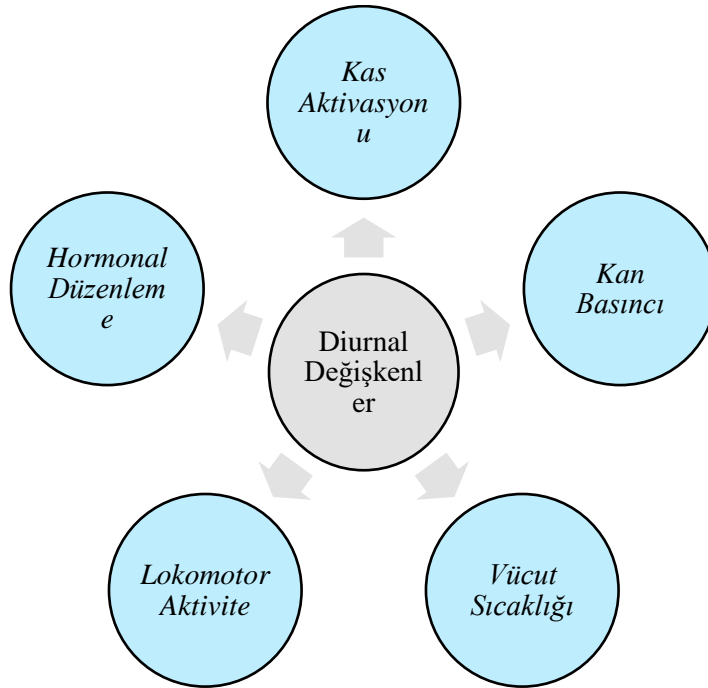 Kas
Aktivasyon
u
Hormonal
Düzenlem
e
Kan
Basıncı
Diurnal
Değişkenl
er
Lokomotor
Aktivite
Vücut
Sıcaklığı